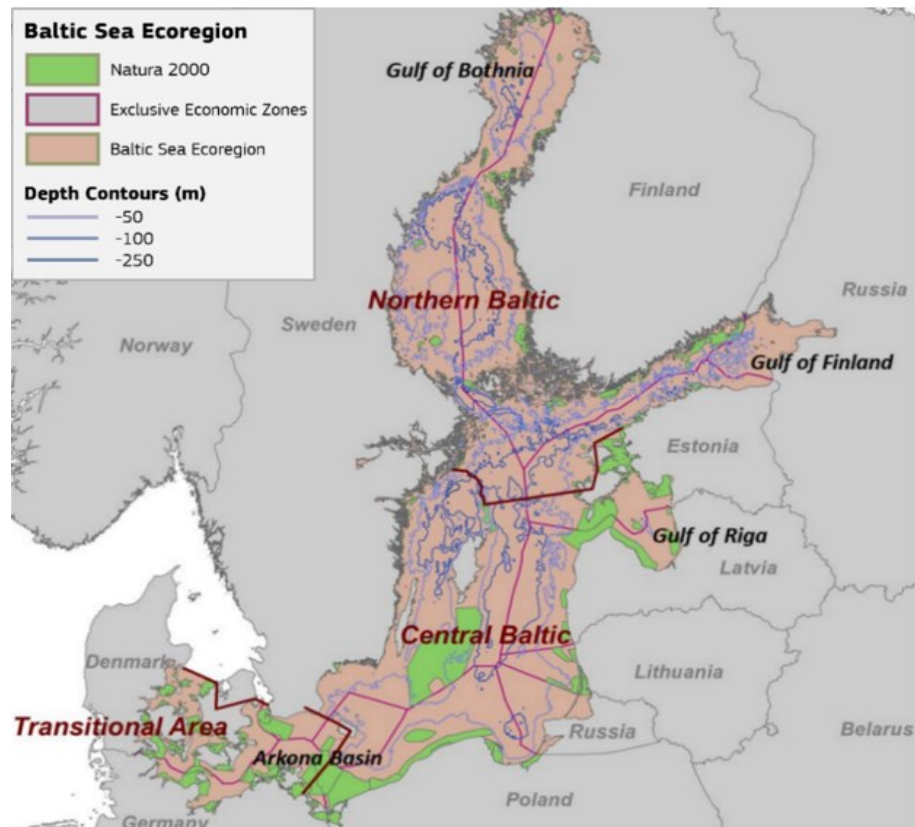 Baltic Sea Ecoregion
Natura 2000
Exclusive Economic Zones
Baltic Sea Ecoregion
Depth Contours (m)
-50
-100
-250
Gulf of Bothnia
Finland
Northern Baltic
Russia
Sweden
Norway
Gulf of Finland
Estonia
Gulf of Riga
Latvia
Central Baltic
Denmark
Lithuania
Transitional Area
Russia
Belarus
Arkona Basin
Poland
Germany